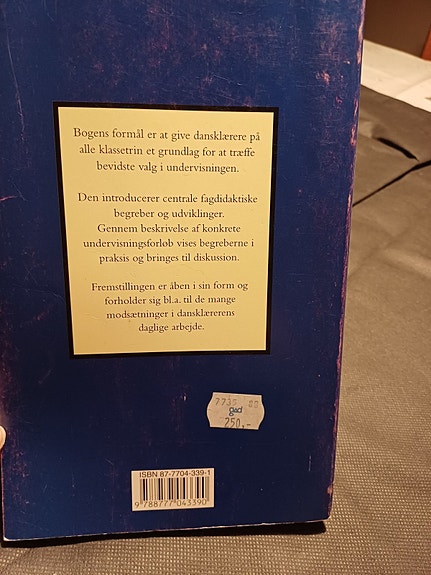 Bogens formål er at give dansklærere på
alle klassetrin et grundlag for at træffe
bevidste valg i undervisningen.
Den introducerer centrale fagdidaktiske
begreber og udviklinger.
Gennem beskrivelse af konkrete
undervisningsforløb vises begreberne i
praksis og bringes til diskussion.
Fremstillingen er åben i sin form og
forholder sig bl.a. til de mange
modsætninger i dansklærerens
daglige arbejde.
gad
250,-
ISBN 87-7704-339-1
9 788777 043390